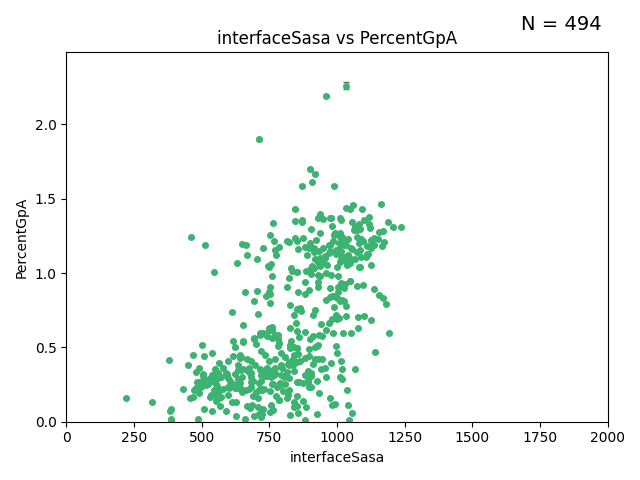 N = 494
interfaceSasa vs PercentGpA
PercentGpA
2.0
1.5
1.0
0.5
0.0
0 250 500 750 1000 1250 1500 1750 2000
interfaceSasa